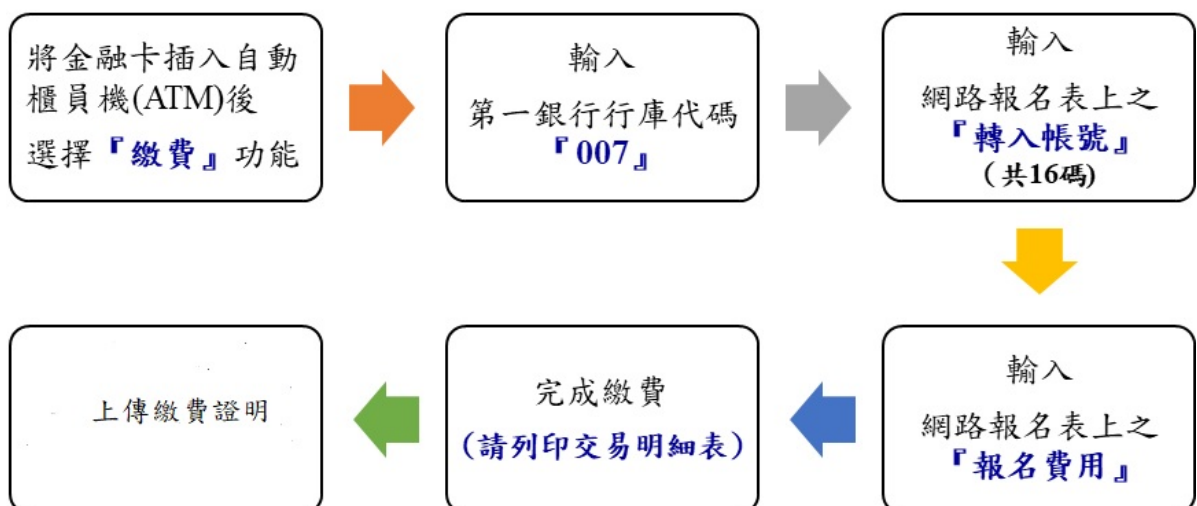 將金融卡插入自動
櫃員機(ATM)後
選擇『繳費』功能
輸入
第一銀行行庫代碼
『007』
輸入
網路報名表上之
『轉入帳號』
(共16碼)
輸入
網路報名表上之
『報名費用』
完成繳費
(請列印交易明細表)
上傳繳費證明